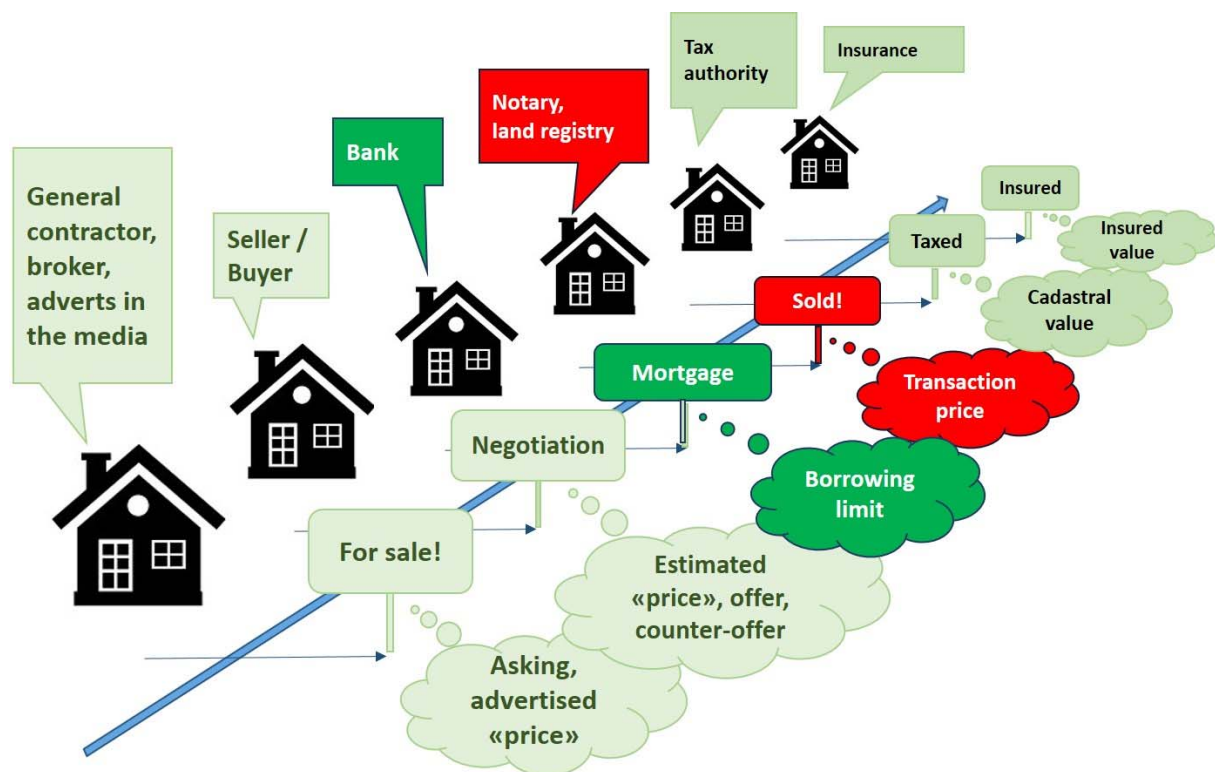 General
contractor,
broker,
adverts in
the media
Seller /
Buyer
Bank
Notary,
land registry
Tax
authority
Insurance
For sale!
Negotiation
Mortgage
Sold!
Taxed
Insured
Asking,
advertised
«price»
Estimated
«price», offer,
counter-offer
Borrowing
limit
Transaction
price
Cadastral
value
Insured
value